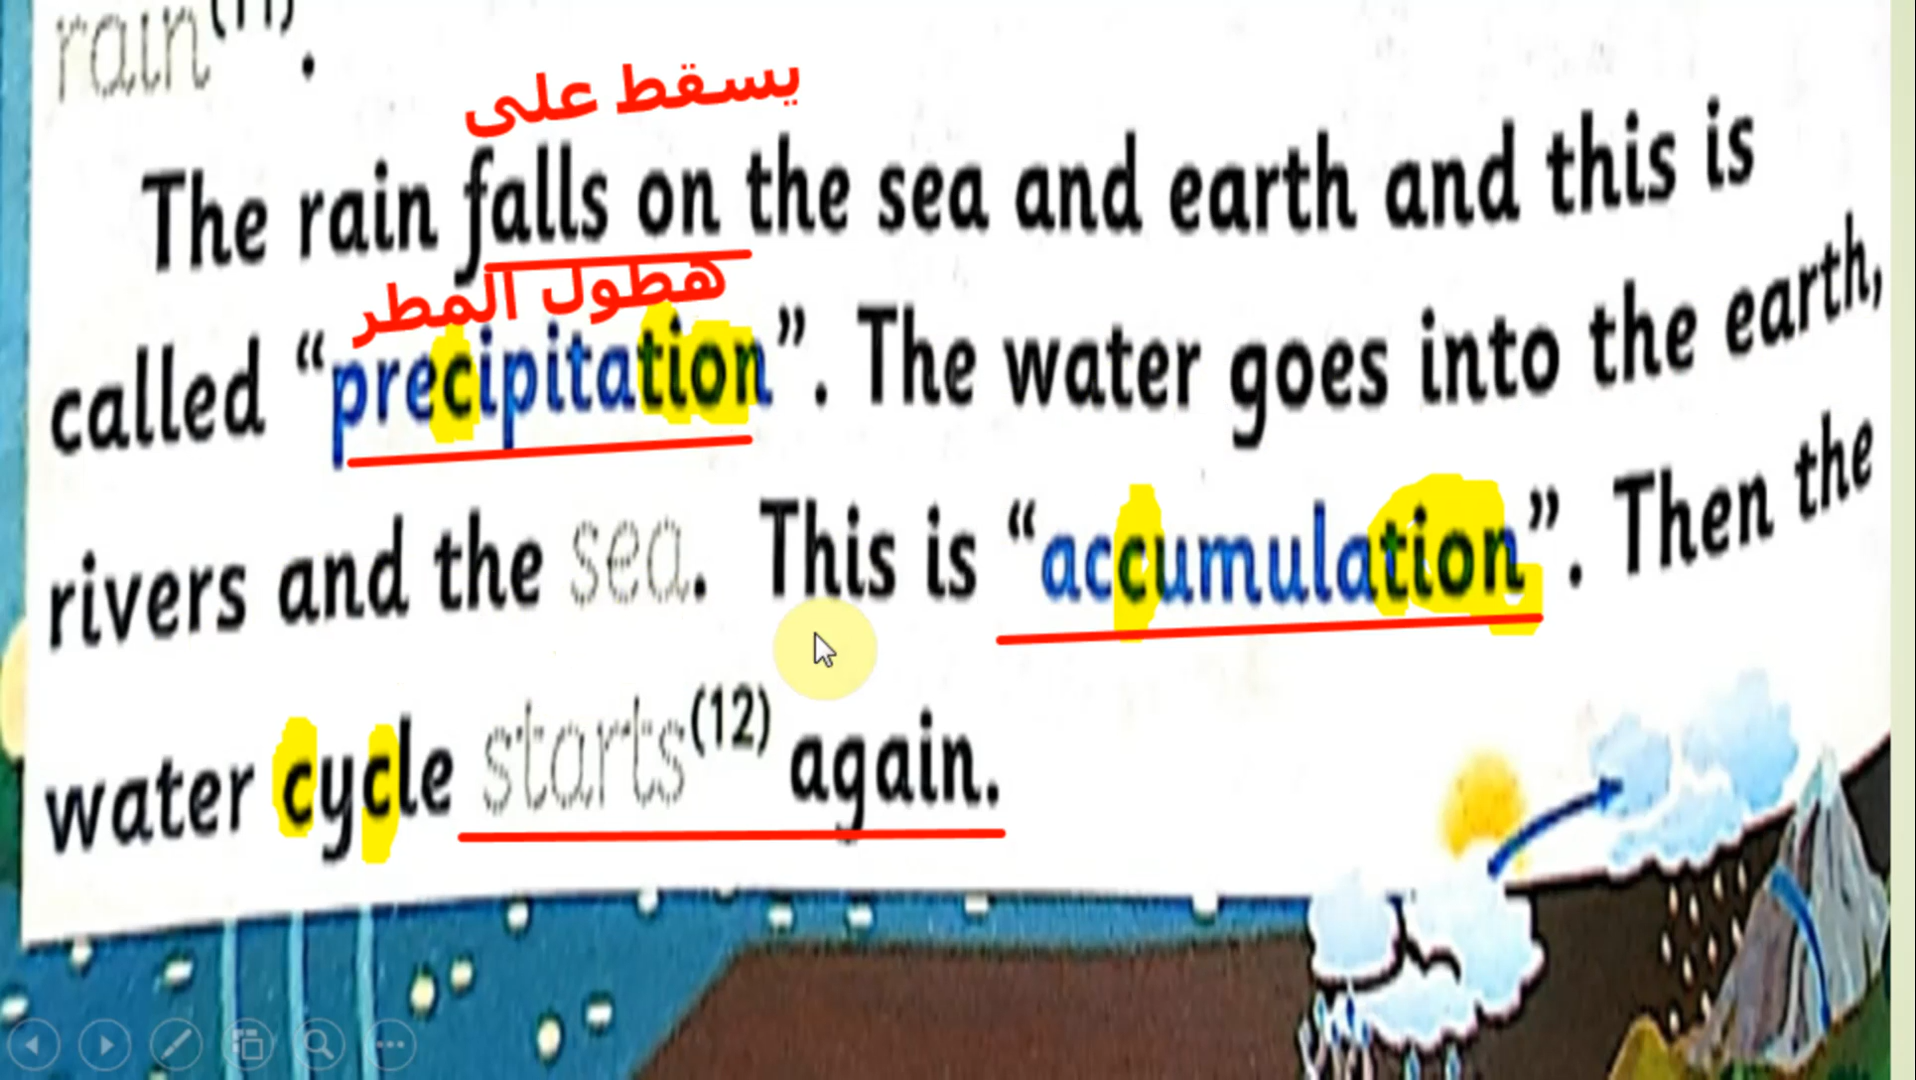 rain(11).
يسقط على
The rain falls on the sea and earth and this is
هطول المطر
called “precipitation”. The water goes into the earth,
rivers and the sea. This is “accumulation”. Then the
water cycle starts(12) again.